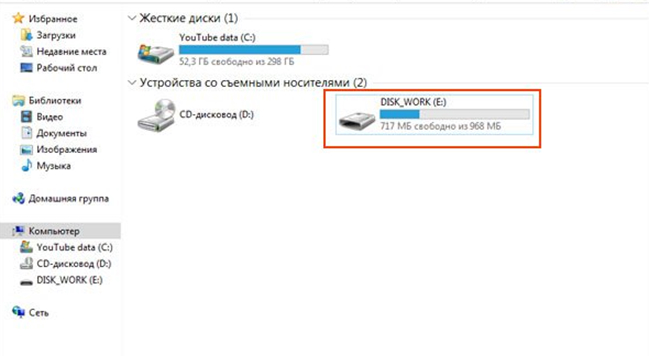 Избранное
Загрузки
Недавние места
Рабочий стол
Библиотеки
Видео
Документы
Изображения
Музыка
Домашняя группа
Компьютер
YouTube data (C:)
CD-дисковод (D:)
DISK_WORK (E:)
Сеть
Жесткие диски (1)
YouTube data (C:)
52,3 ГБ свободно из 298 ГБ
Устройства со съемными носителями (2)
CD-дисковод (D:)
DISK_WORK (E:)
717 МБ свободно из 968 МБ